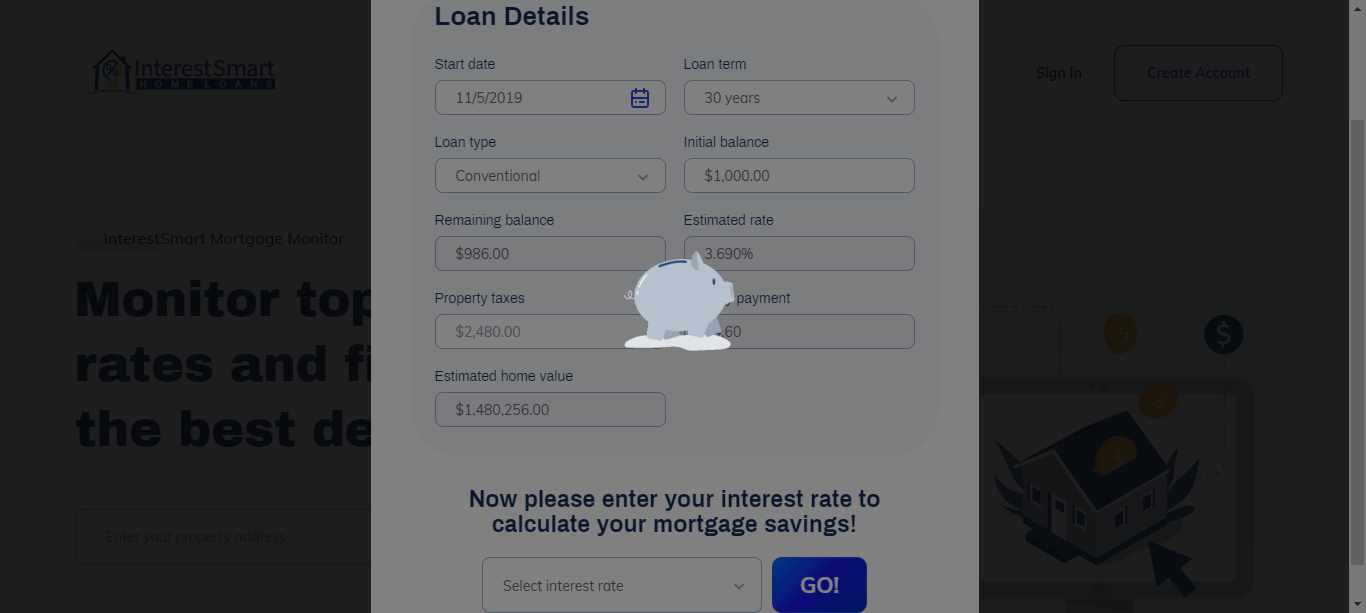 Loan Details
InterestSmart
HOME LOANS
Sign In
Create Account
Start date
Loan term
11/5/2019
30 years
Loan type
Initial balance
Conventional
$1,000.00
Remaining balance
Estimated rate
$986.00
3.690%
InterestSmart Mortgage Monitor
Monitor top
rates and fi
the best de
Property taxes
payment
$2,480.00
.60
Estimated home value
$1,480,256.00
Now please enter your interest rate to
calculate your mortgage savings!
Enter your property address
Select interest rate
GO!